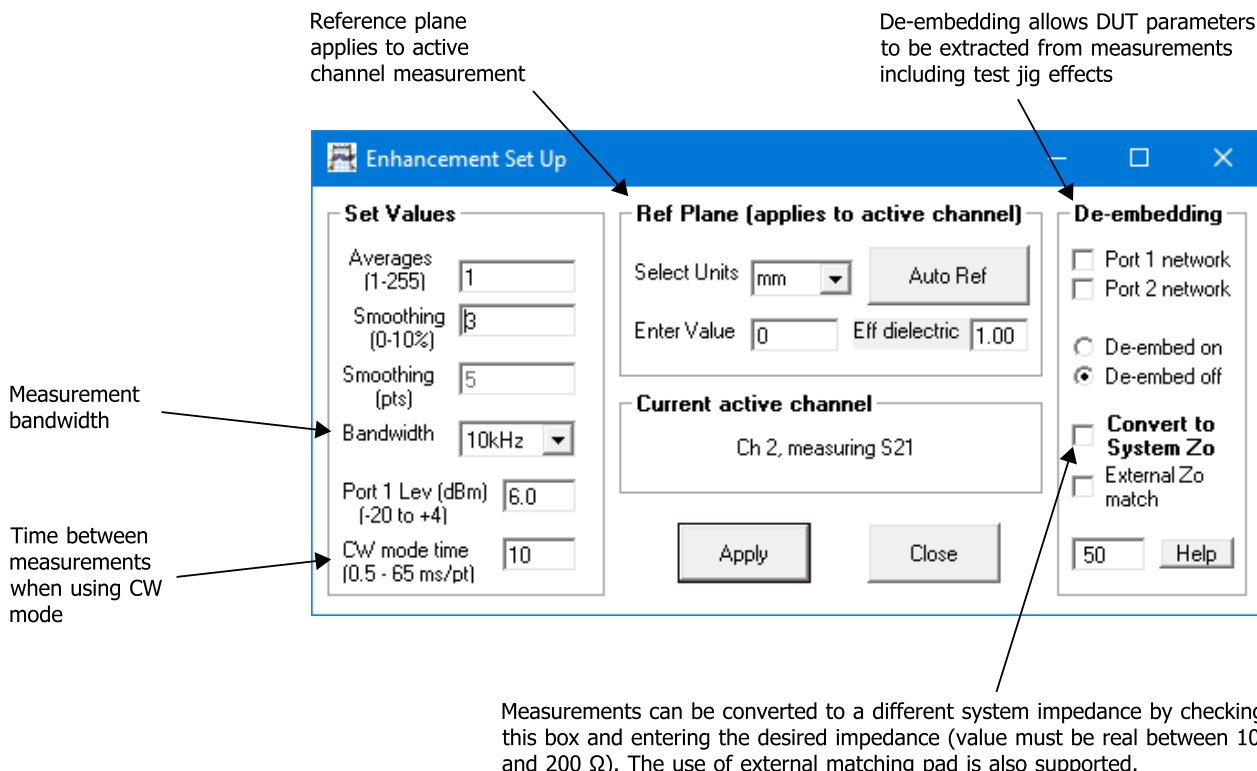 Reference plane
applies to active
channel measurement
De-embedding allows DUT parameters
to be extracted from measurements
including test jig effects
Enhancement Set Up
Set Values
Averages
(1-255)
1
Smoothing
(0-10%)
3
Smoothing
(pts)
5
Bandwidth
10kHz
Port 1 Lev (dBm)
(-20 to +4)
6.0
CW mode time
(0.5 - 65 ms/pt)
10
Ref Plane (applies to active channel)
Select Units
mm
Auto Ref
Enter Value
0
Eff dielectric
1.00
Current active channel
Ch 2, measuring S21
Apply
Close
De-embedding
Port 1 network
Port 2 network
De-embed on
De-embed off
Convert to
System Zo
External Zo
match
50
Help
Measurement
bandwidth
Time between
measurements
when using CW
mode
Measurements can be converted to a different system impedance by checking
this box and entering the desired impedance (value must be real between 10
and 200 Ω). The use of external matching pad is also supported.